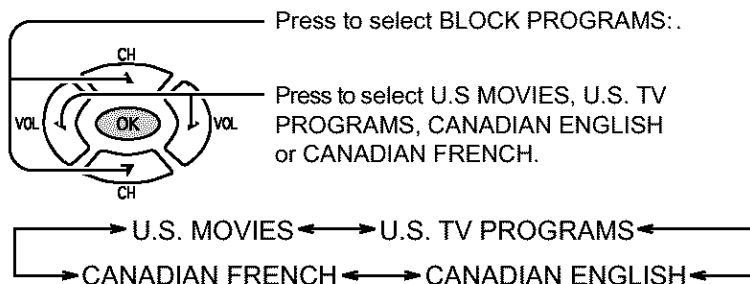 Press to select BLOCK PROGRAMS:.
CH
VOL
OK
VOL
CH
Press to select U.S MOVIES, U.S. TV
PROGRAMS, CANADIAN ENGLISH
or CANADIAN FRENCH.
U.S. MOVIES
U.S. TV PROGRAMS
CANADIAN FRENCH
CANADIAN ENGLISH